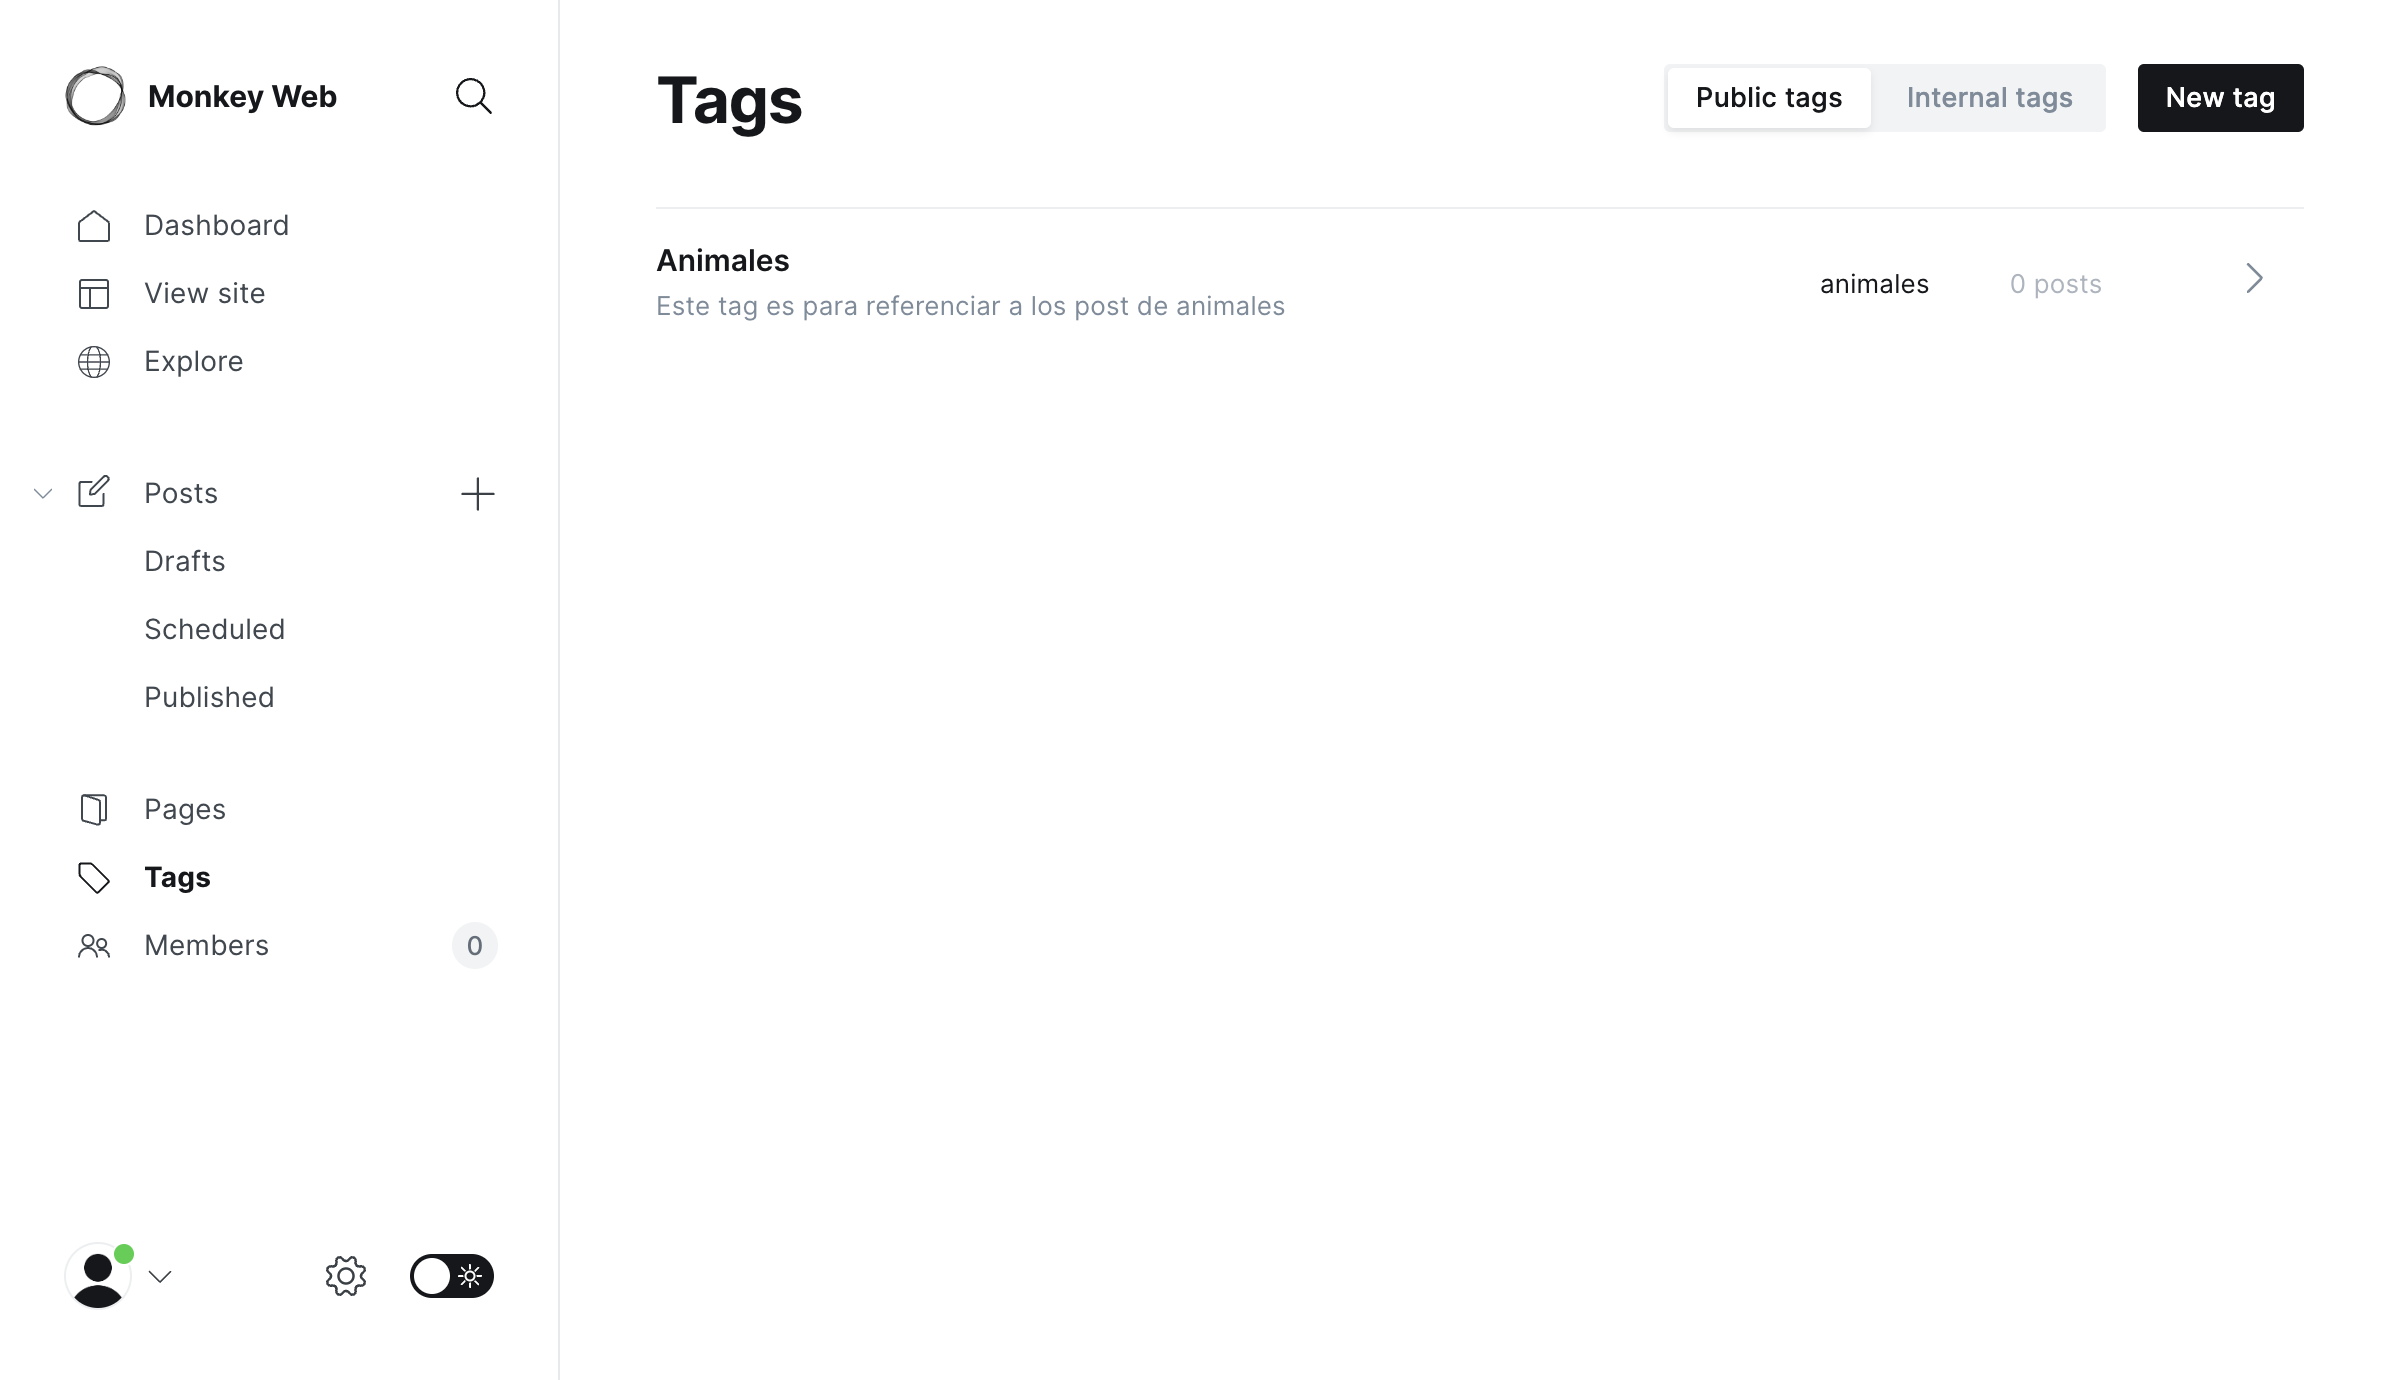 Monkey Web
Dashboard
View site
Explore
Posts
Drafts
Scheduled
Published
Pages
Tags
Members
0
Tags
Public tags
Internal tags
New tag
Animales
Este tag es para referenciar a los post de animales
animales
0 posts